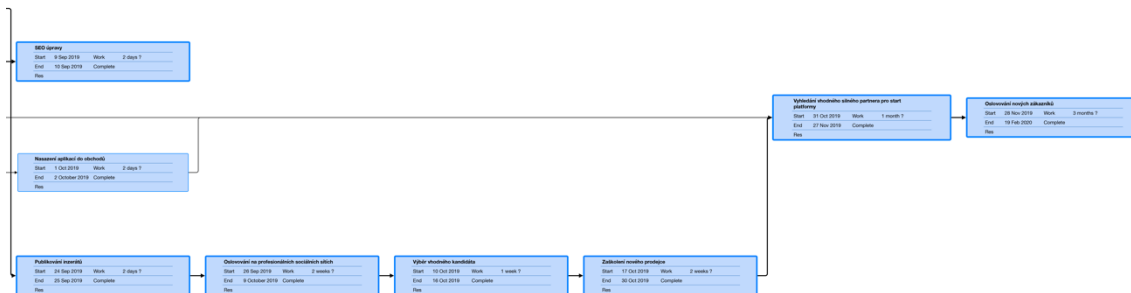 SEO úpravy
Start 9 Sep 2019 Work 2 days ?
End 10 Sep 2019 Complete
Res
Vyhledání vhodného silného partnera pro start
platformy
Start 31 Oct 2019 Work 1 month ?
End 27 Nov 2019 Complete
Res
Oslovování nových zákazníků
Start 28 Nov 2019 Work 3 months ?
End 19 Feb 2020 Complete
Res
Nasazení aplikací do obchodů
Start 1 Oct 2019 Work 2 days ?
End 2 October 2019 Complete
Res
Publikování inzerátů
Start 24 Sep 2019 Work 2 days ?
End 25 Sep 2019 Complete
Res
Oslovování na profesionálních sociálních sítích
Start 26 Sep 2019 Work 2 weeks ?
End 9 October 2019 Complete
Res
Výběr vhodného kandidáta
Start 10 Oct 2019 Work 1 week ?
End 16 Oct 2019 Complete
Res
Zaškolení nového prodejce
Start 17 Oct 2019 Work 2 weeks ?
End 30 Oct 2019 Complete
Res